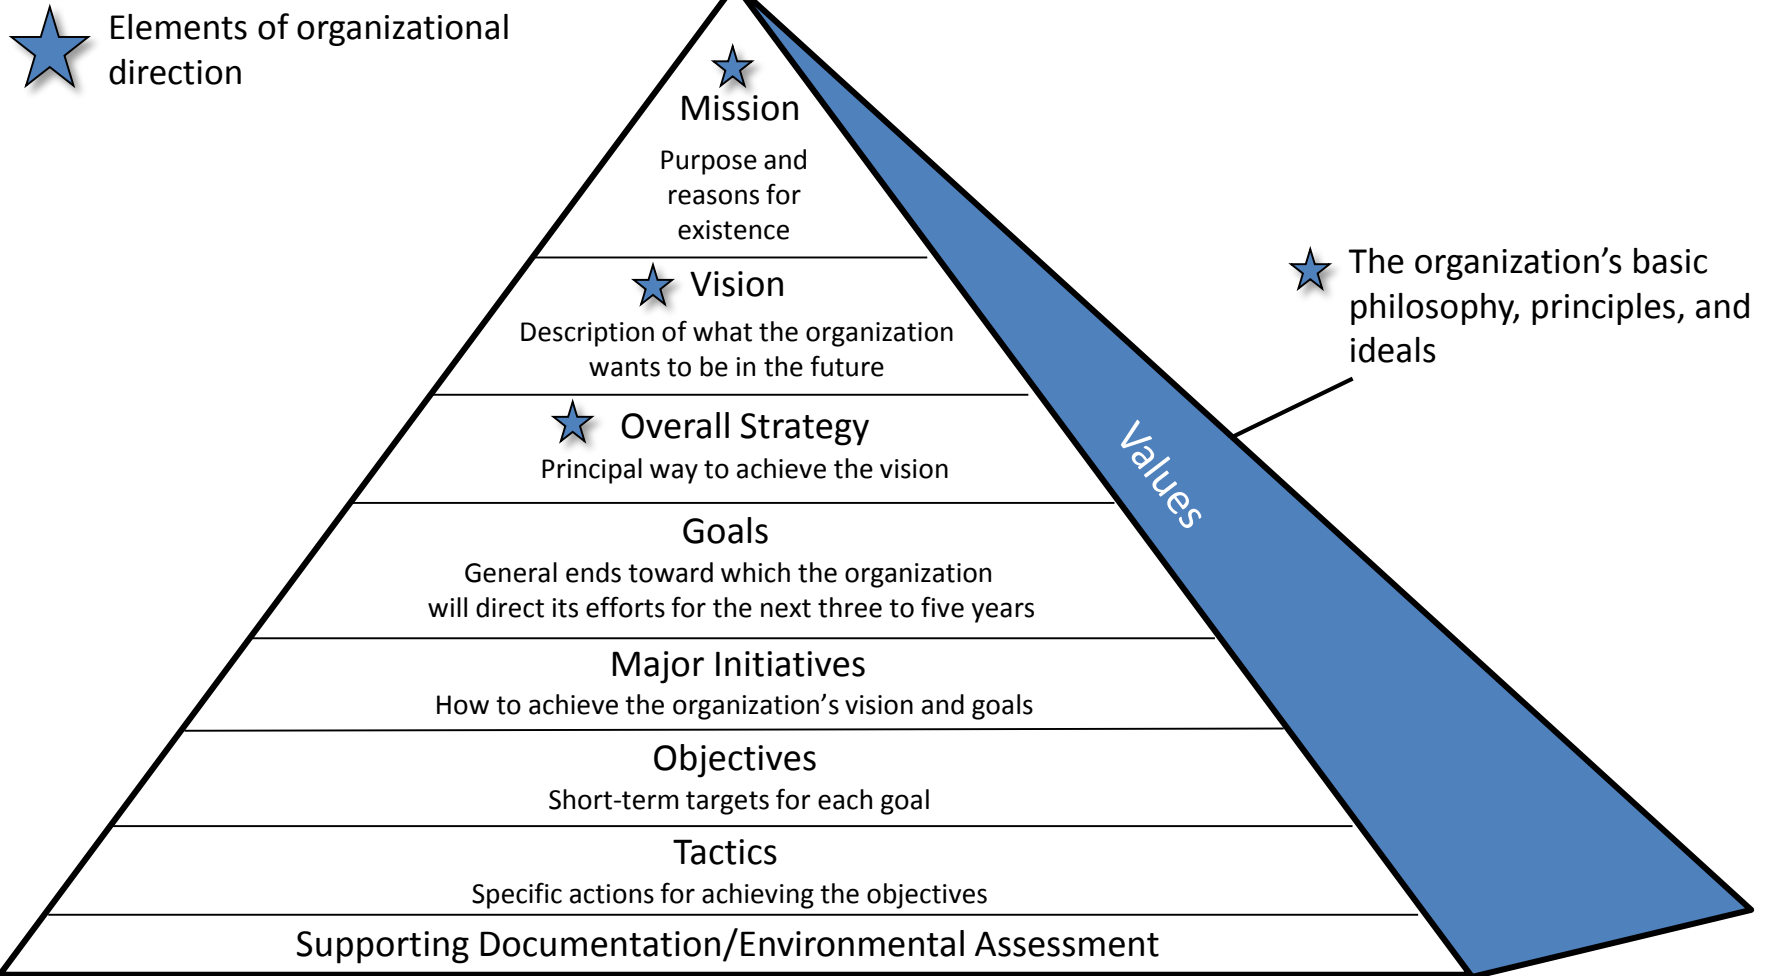 Elements of organizational
direction
Mission
Purpose and
reasons for
existence
Vision
Description of what the organization
wants to be in the future
The organization’s basic
philosophy, principles, and
ideals
Overall Strategy
Principal way to achieve the vision
Values
Goals
General ends toward which the organization
will direct its efforts for the next three to five years
Major Initiatives
How to achieve the organization’s vision and goals
Objectives
Short-term targets for each goal
Tactics
Specific actions for achieving the objectives
Supporting Documentation/Environmental Assessment